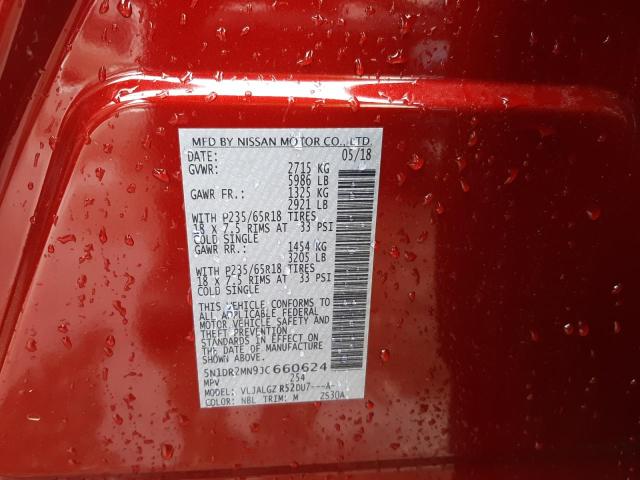 MFD BY NISSAN MOTOR CO., LTD.
DATE: 05/18
GVWR: 2715 KG
5986 LB
GAWR FR.: 1325 KG
2921 LB
WITH P235/65R18 TIRES
18 X 7.5 RIMS AT 33 PSI
COLD SINGLE
GAWR RR.: 1454 KG
3205 LB
WITH P235/65R18 TIRES
18 X 7.5 RIMS AT 33 PSI
COLD SINGLE
THIS VEHICLE CONFORMS TO
ALL APPLICABLE FEDERAL
MOTOR VEHICLE SAFETY AND
THEFT PREVENTION
STANDARDS IN EFFECT ON
THE DATE OF MANUFACTURE
SHOWN ABOVE.
5N1DR2MN9JC660624
MPV 254
MODEL: VLJALGZ R52DU7---A-
COLOR: NBL TRIM: M 2530A